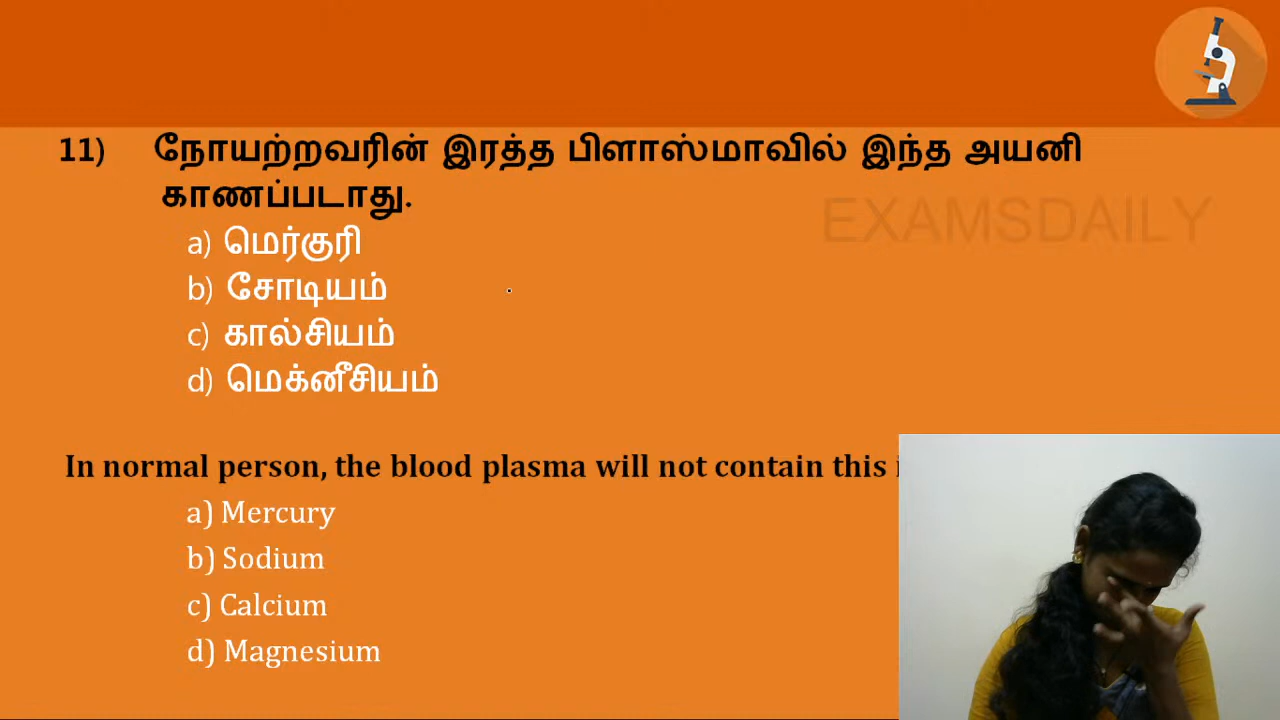 11) நோயற்றவரின் இரத்த பிளாஸ்மாவில் இந்த அயனி
காணப்படாது.
EXAMSDAILY
a) மெர்குரி
b) சோடியம்
c) கால்சியம்
d) மெக்னீசியம்
In normal person, the blood plasma will not contain this
a) Mercury
b) Sodium
c) Calcium
d) Magnesium